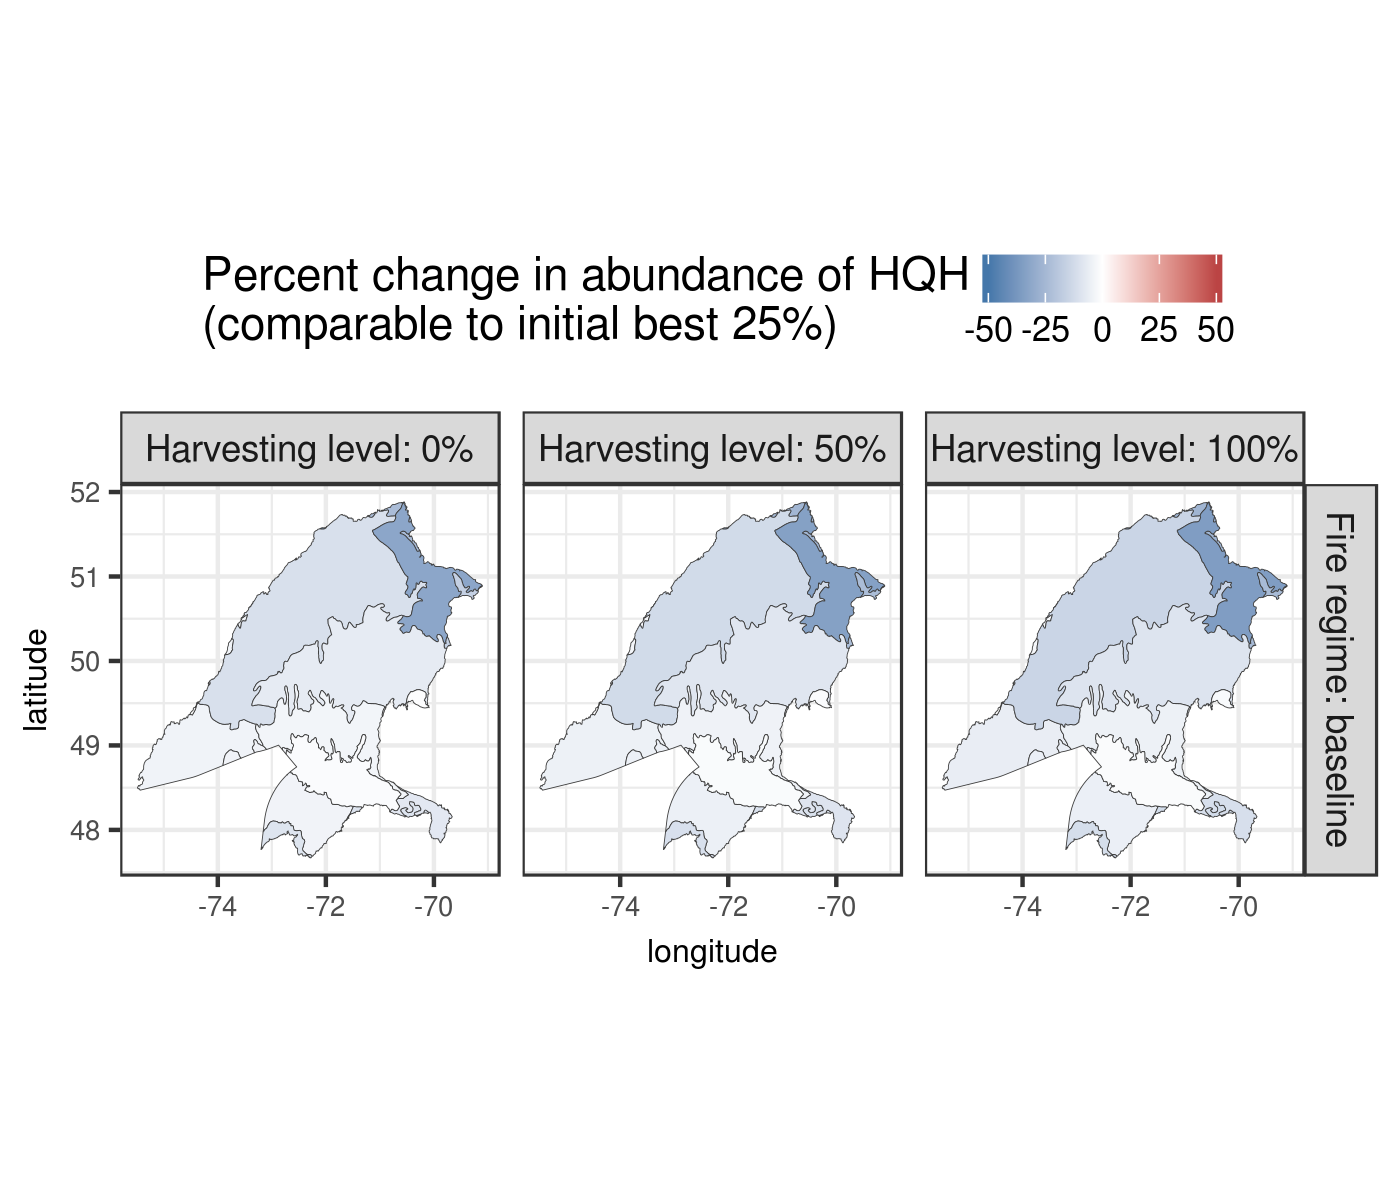 Percent change in abundance of HQH
(comparable to initial best 25%)
-50 -25 0 25 50
Harvesting level: 0%
Harvesting level: 50%
Harvesting level: 100%
Fire regime: baseline
latitude
52
51
50
49
48
-74 -72 -70
-74 -72 -70
-74 -72 -70
longitude